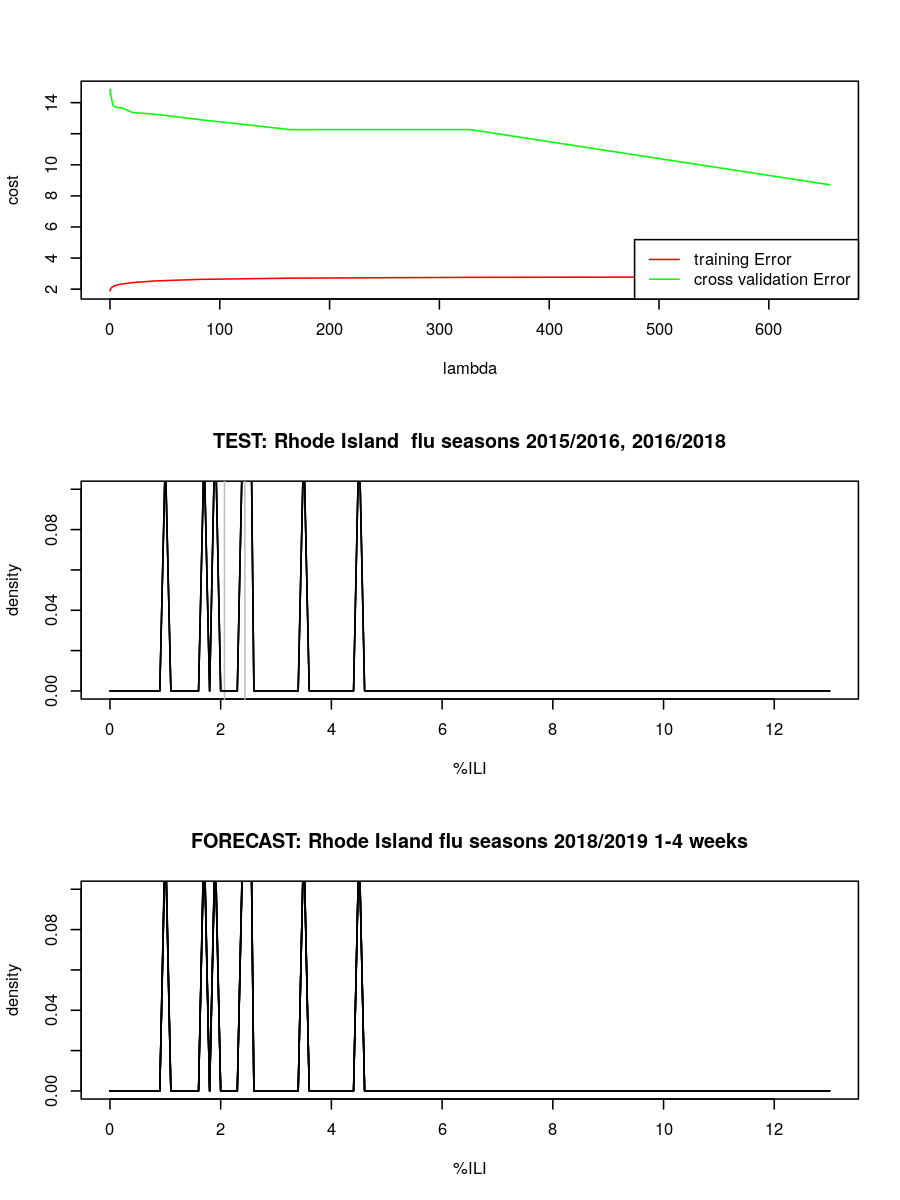 14
10
8
6
4
2
cost
training Error
cross validation Error
0 100 200 300 400 500 600
lambda
TEST: Rhode Island  flu seasons 2015/2016, 2016/2018
0.08
0.04
0.00
density
0 2 4 6 8 10 12
%ILI
FORECAST: Rhode Island flu seasons 2018/2019 1-4 weeks
0.08
0.04
0.00
density
0 2 4 6 8 10 12
%ILI